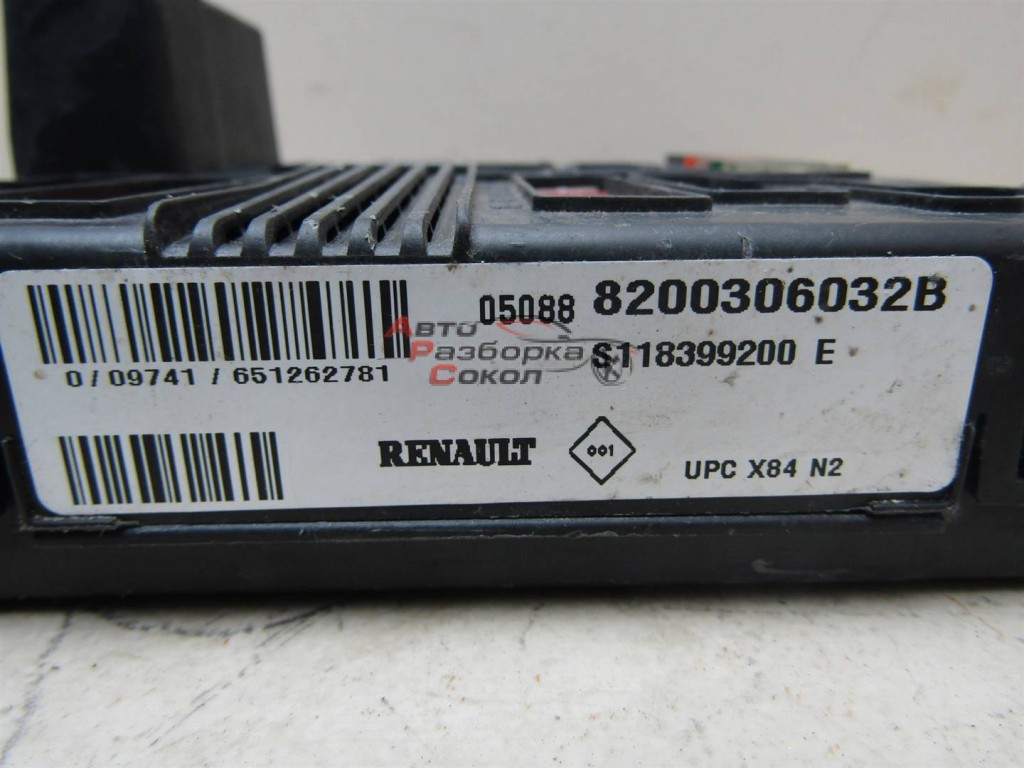 05088 8200306032B
S118399200 E
0/09741/651262781
RENAULT
001
UPC X84 N2
Авто
Разборка
Сокол